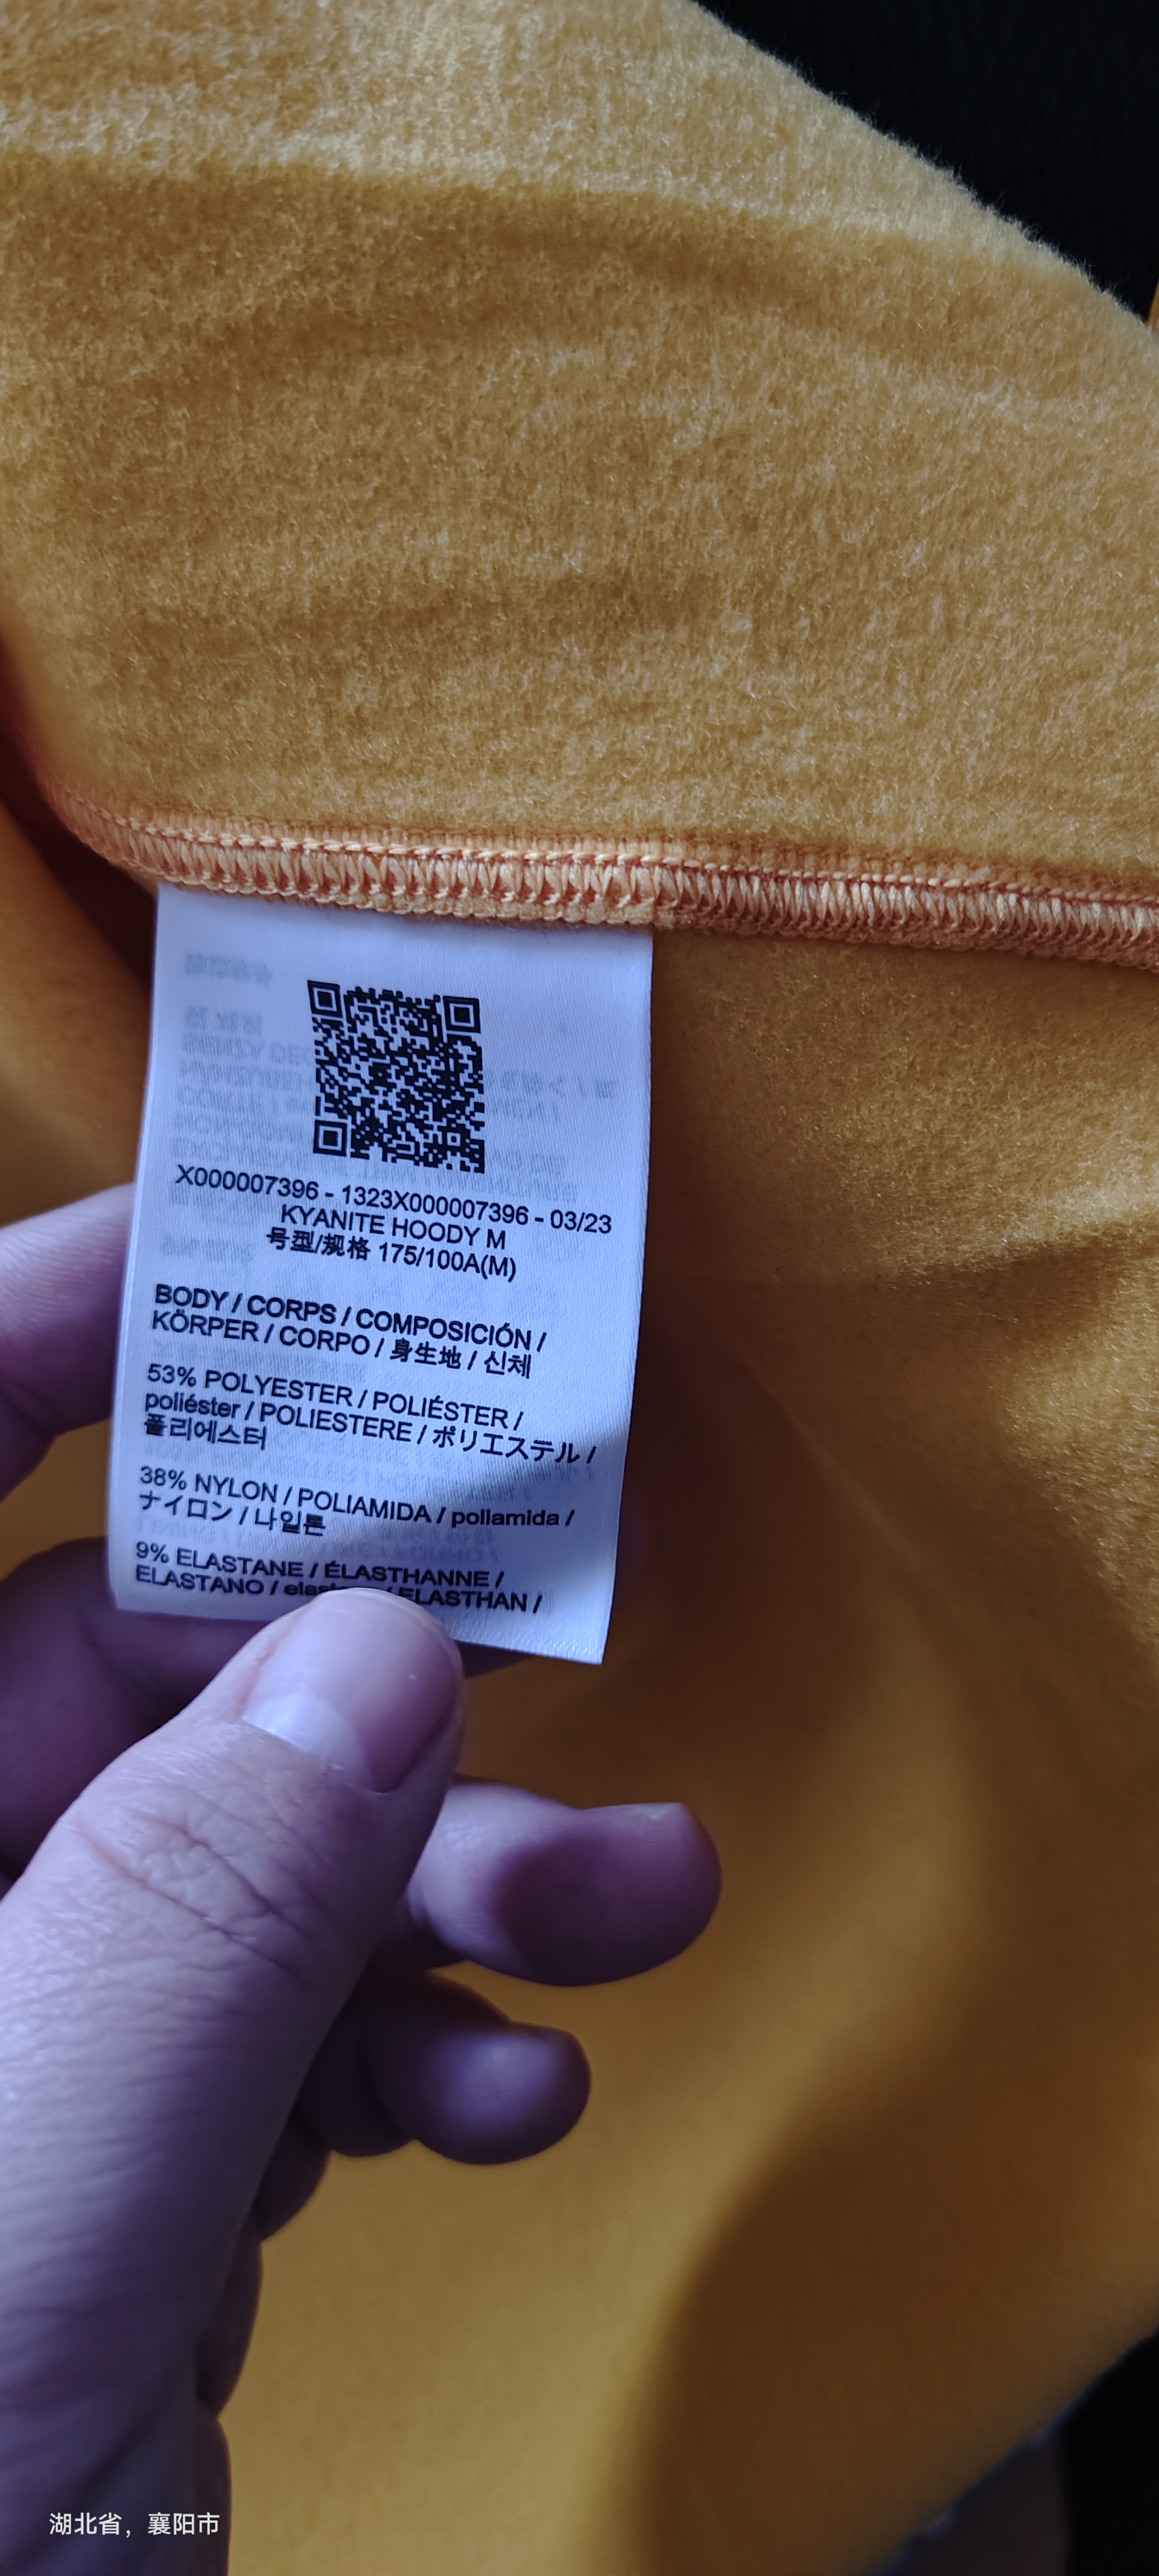 X000007396 - 1323X000007396 - 03/23
KYANITE HOODY M
号型/规格 175/100A(M)
BODY / CORPS / COMPOSICIÓN /
KÖRPER / CORPO / 身生地 / 신체
53% POLYESTER / POLIÉSTER /
poliéster / POLIESTERE / ポリエステル /
폴리에스터
38% NYLON / POLIAMIDA / poliamida /
ナイロン / 나일론
9% ELASTANE / ÉLASTHANNE /
ELASTANO / / ELASTHAN /
湖北省，襄阳市